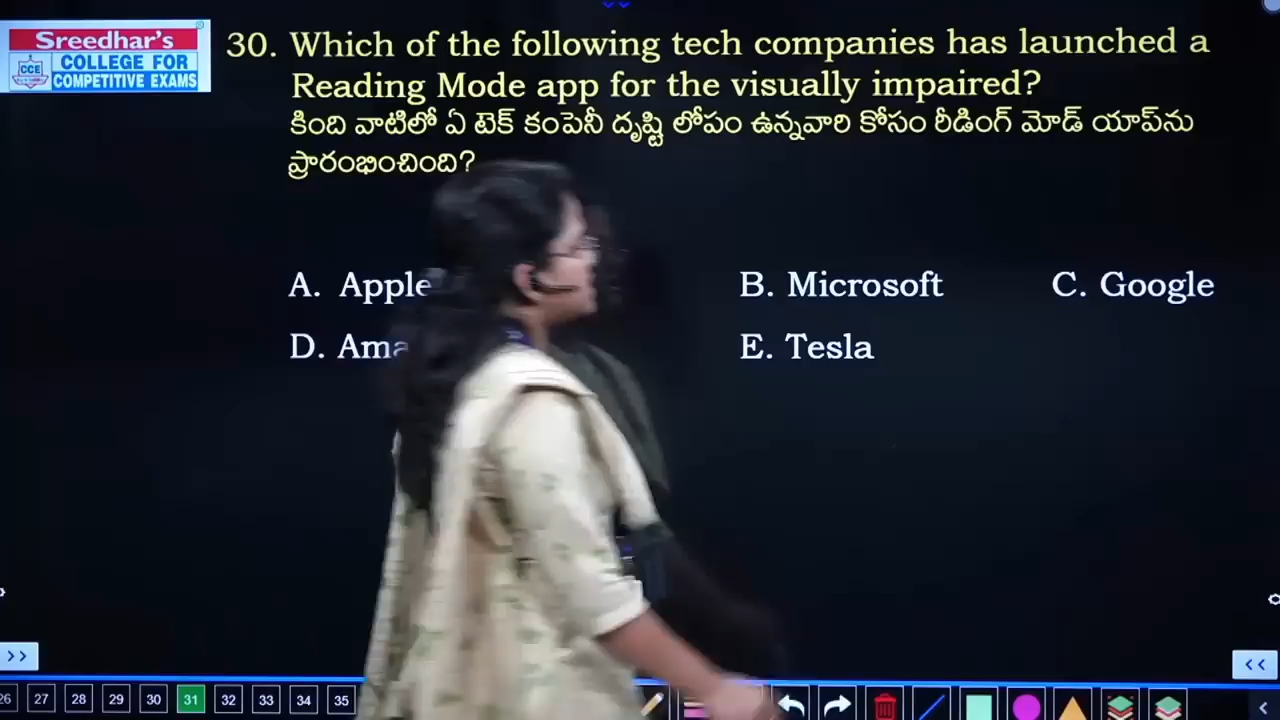 Sreedhar's
CCE
COLLEGE FOR
COMPETITIVE EXAMS
30. Which of the following tech companies has launched a
Reading Mode app for the visually impaired?
కింది వాటిలో ఏ టెక్ కంపెనీ దృష్టి లోపం ఉన్నవారి కోసం రీడింగ్ మోడ్ యాప్‌ను
ప్రారంభించింది?
A. Apple B. Microsoft C. Google
D. Ama E. Tesla
>> <<
26 27 28 29 30 31 32 33 34 35 <